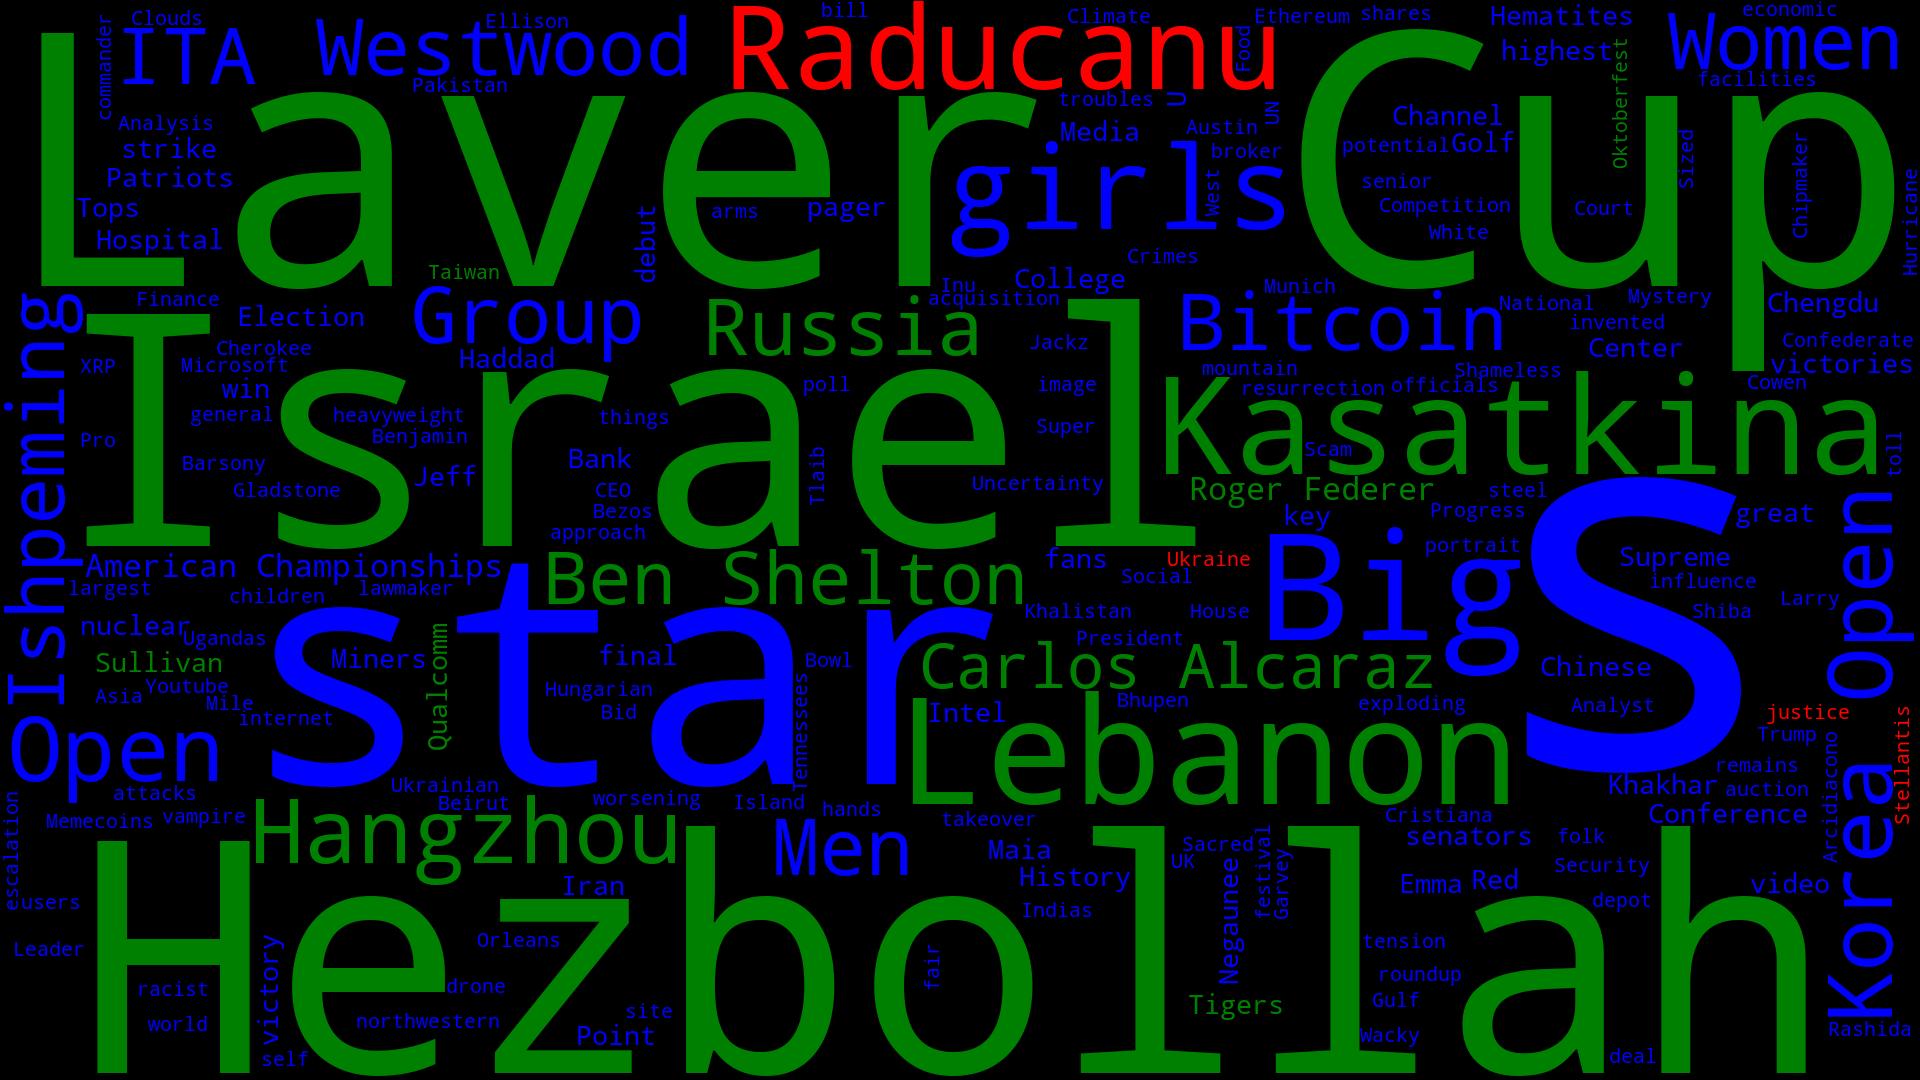 Clouds
Ellison
bill
Climate
Ethereum
shares
Hematites
economic
commander
ITA
Westwood
Raducanu
Food
highest
Women
Pakistan
facilities
Laver
Cup
troubles
U
UN
Oktoberfest
Analysis
Media
Austin
Channel
strike
broker
potential
Golf
Sized
Chipmaker
Patriots
girls
West
senior
Hurricane
Tops
arms
pager
Competition
Court
Hospital
debut
White
Crimes
Taiwan
College
Inu
Munich
Finance
acquisition
National
Mystery
Chengdu
Ishpeming
Election
Group
Russia
Bitcoin
invented
Confederate
Cherokee
Haddad
Jackz
Center
victories
XRP
Microsoft
mountain
Shameless
win
poll
image
resurrection
officials
Cowen
Israel
Kasatkina
general
heavyweight
things
Super
Pro
Benjamin
Scam
toll
Barsony
Jeff
Bank
Tlaib
Gladstone
CEO
Uncertainty
Roger Federer
steel
Bezos
key
Progress
great
approach
American Championships
Ben Shelton
fans
Ukraine
Big
portrait
S
Supreme
largest
children
lawmaker
Social
influence
Korea Open
nuclear
Khalistan
House
Shiba
Larry
Ugandas
star
President
Sullivan
Miners
Qualcomm
final
Bowl
Carlos Alcaraz
Chinese
Asia
Youtube
Hungarian
Bhupen
exploding
Analyst
Mile
internet
Bid
Tennessees
Intel
Lebanon
justice
Open
Trump
Stellantis
Arcidiacono
Ukrainian
remains
attacks
Beirut
worsening
Island
hands
Khakhar
auction
escalation
Memecoins
vampire
Hangzhou
Men
takeover
Cristiana
Conference
Maia
Sacred
festival
senators
folk
UK
Garvey
Iran
History
Negaunee
Security
Emma
Red
video
users
Indias
depot
Hezbollah
Leader
victory
Orleans
fair
tension
racist
drone
roundup
world
northwestern
site
Tigers
Gulf
Point
Wacky
Rashida
self
deal